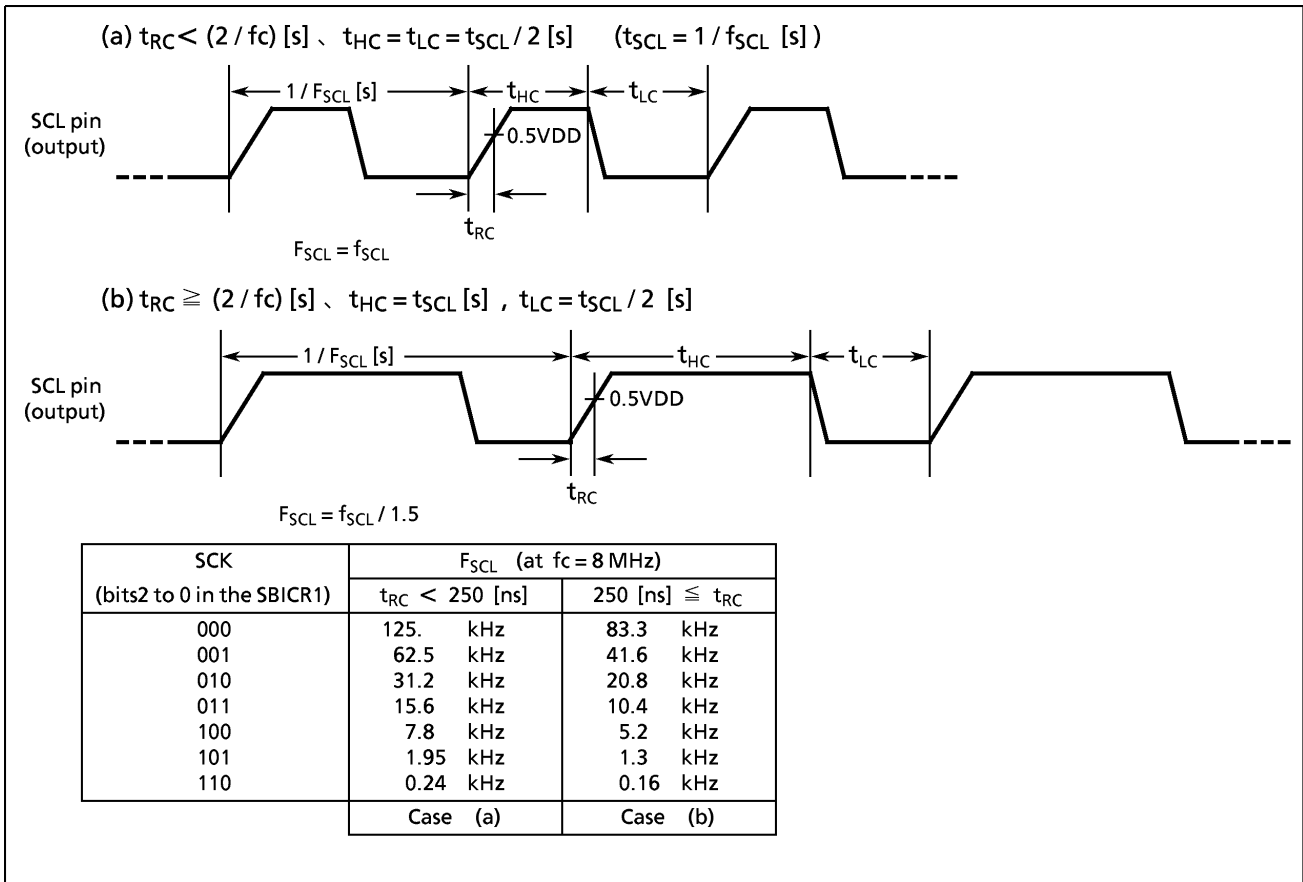 (a) tRC < (2 / fc) [s] 、 tHC = tLC = tSCL / 2 [s] (tSCL = 1 / fSCL [s] )
1 / FSCL [s]
tHC
tLC
SCL pin
(output)
0.5VDD
tRC
FSCL = fSCL
(b) tRC ≧ (2 / fc) [s] 、 tHC = tSCL [s] , tLC = tSCL / 2 [s]
1 / FSCL [s]
tHC
tLC
SCL pin
(output)
0.5VDD
tRC
FSCL = fSCL / 1.5
SCK FSCL (at fc = 8 MHz)
(bits2 to 0 in the SBICR1) tRC < 250 [ns] 250 [ns] ≦ tRC
000 125. kHz 83.3 kHz
001 62.5 kHz 41.6 kHz
010 31.2 kHz 20.8 kHz
011 15.6 kHz 10.4 kHz
100 7.8 kHz 5.2 kHz
101 1.95 kHz 1.3 kHz
110 0.24 kHz 0.16 kHz
Case (a) Case (b)